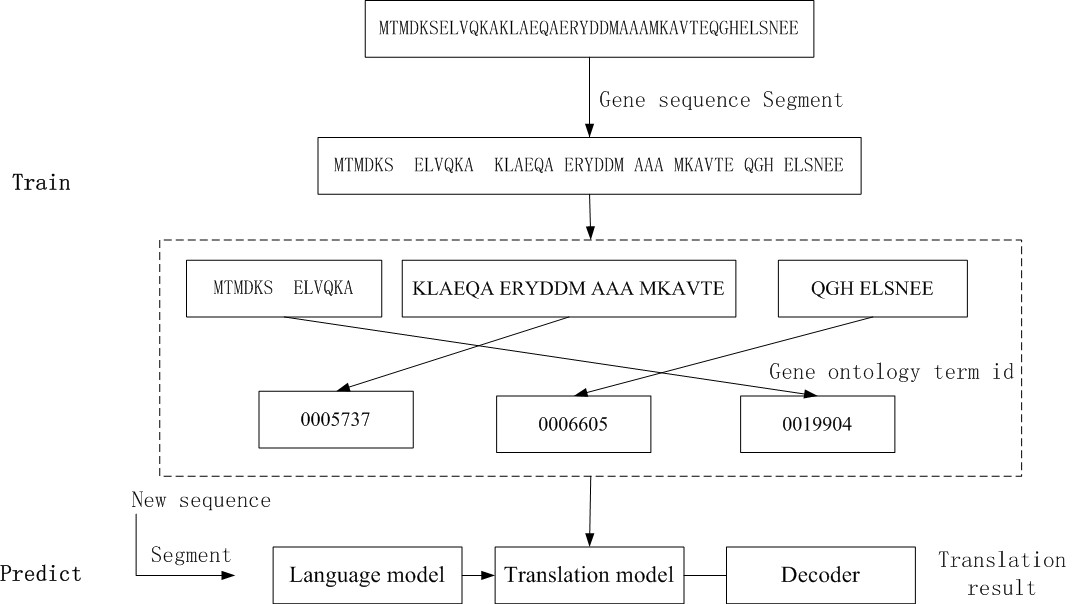 MTMDKSELVQKAKLAEQAERYDDMAAAMKAVTEQGHELSNEE
Gene sequence Segment
MTMDKS ELVQKA KLAEQA ERYDDM AAA MKAVTE QGH ELSNEE
Train
MTMDKS ELVQKA
KLAEQA ERYDDM AAA MKAVTE
QGH ELSNEE
Gene ontology term id
0005737
0006605
0019904
New sequence
Segment
Predict
Language model
Translation model
Decoder
Translation
result